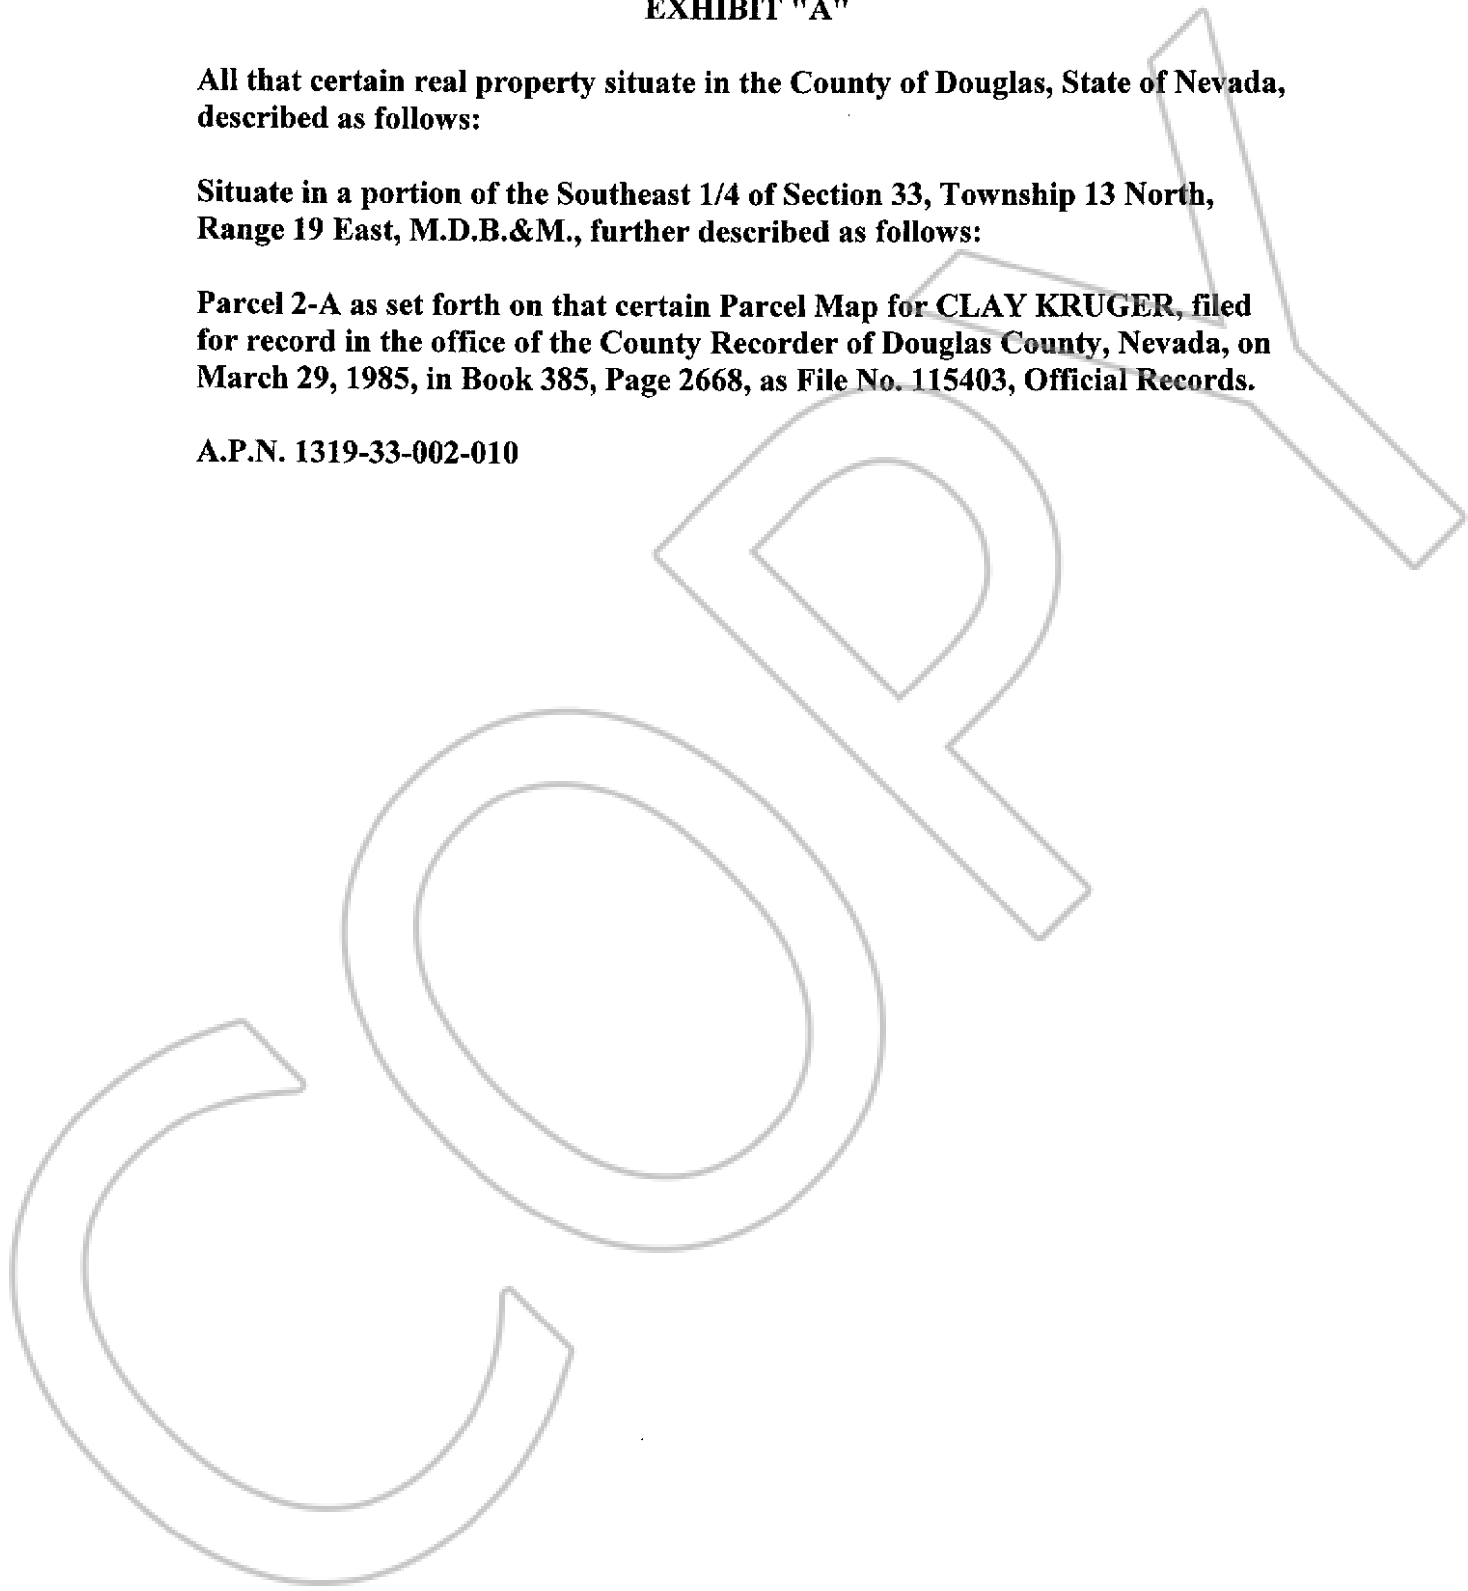 EXHIBIT "A"
All that certain real property situate in the County of Douglas, State of Nevada,
described as follows:
Situate in a portion of the Southeast 1/4 of Section 33, Township 13 North,
Range 19 East, M.D.B.&M., further described as follows:
Parcel 2-A as set forth on that certain Parcel Map for CLAY KRUGER, filed
for record in the office of the County Recorder of Douglas County, Nevada, on
March 29, 1985, in Book 385, Page 2668, as File No. 115403, Official Records.
A.P.N. 1319-33-002-010
COPY